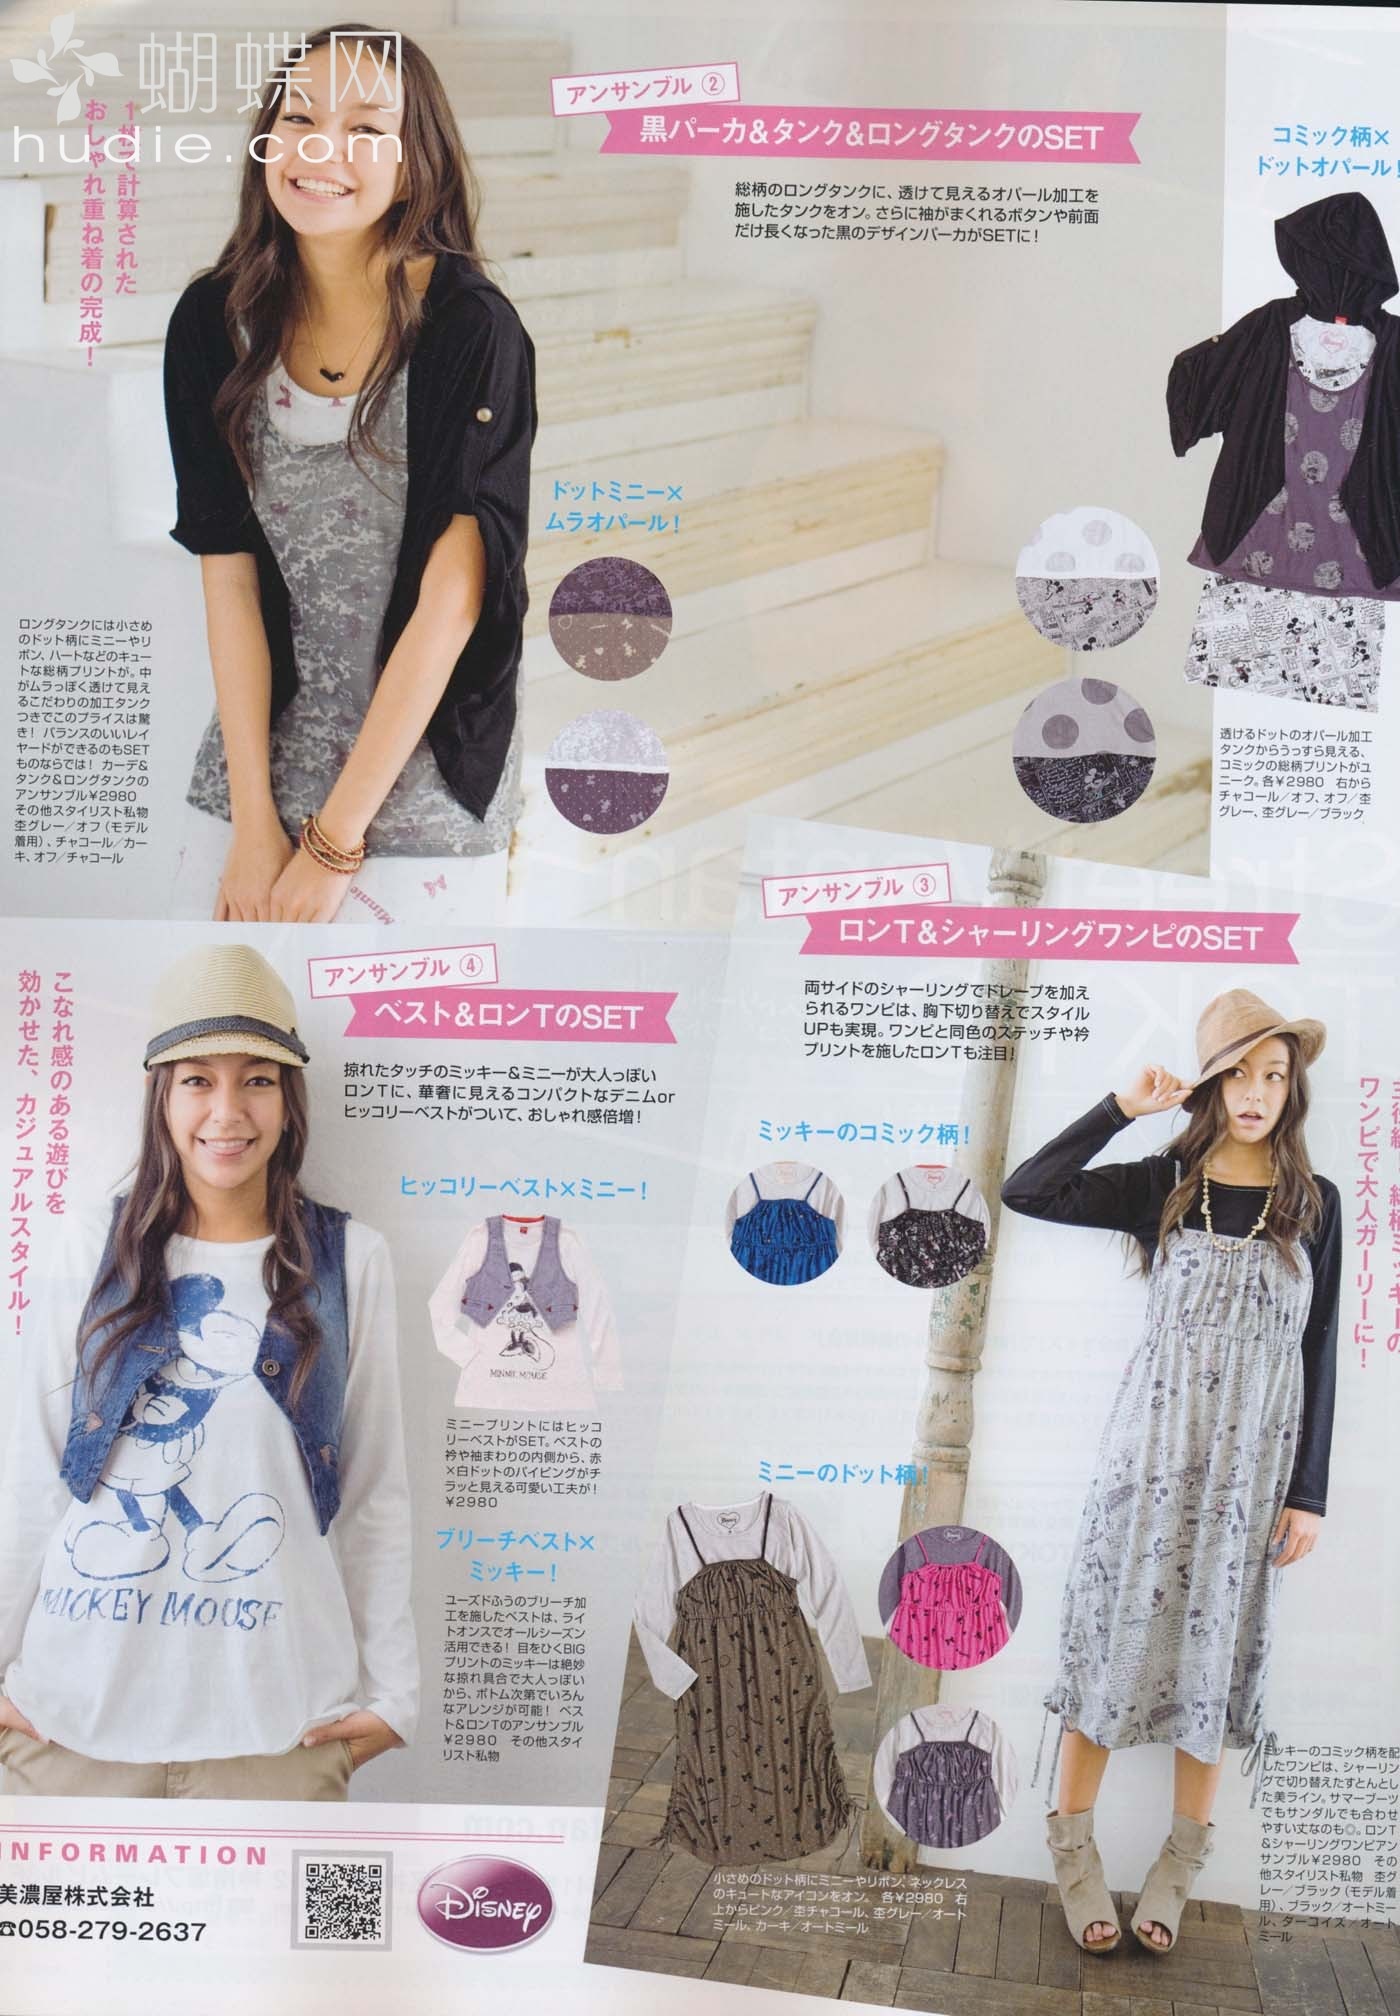 蝴蝶网
hudie.com
おしゃれ重ね着の完成！
アンサンブル②
黒パーカ&タンク&ロングタンクのSET
総柄のロングタンクに、透けて見えるオパール加工を
施したタンクをオン。さらに袖がまくれるボタンや前面
だけ長くなった黒のデザインパーカがSETに！
コミック柄×
ドットオパール！
ドットミニー×
ムラオパール！
ロングタンクには小さめ
のドット柄にミニーやリ
ボン、ハートなどのキュー
トな総柄プリントが。中
がムラっぽく透けて見え
るこだわりの加工タンク
つきでこのプライスは驚
き！ バランスのいいレイ
ヤードができるのもSET
ものならでは！ カーデ&
タンク&ロングタンクの
アンサンブル¥2980
その他スタイリスト私物
杢グレー／オフ（モデル
着用）、チャコール／カー
キ、オフ／チャコール
Minnie
透けるドットのオパール加工
タンクからうっすら見える、
コミックの総柄プリントがユ
ニーク。各¥2980 右から
チャコール／オフ、オフ／杢
グレー、杢グレー／ブラック
アンサンブル③
ロンT&シャーリングワンピのSET
両サイドのシャーリングでドレープを加え
られるワンピは、胸下切り替えでスタイル
UPも実現。ワンピと同色のステッチや衿
プリントを施したロンTも注目！
ワンピで大人ガーリーに！
ミッキーのコミック柄！
ミニーのドット柄！
小さめのドット柄にミニーやリボン、ネックレス
のキュートなアイコンをオン。 各¥2980 右
上からピンク／杢チャコール、杢グレー／オート
ミール、カーキ／オートミール
ミッキーのコミック柄を配
したワンピは、シャーリン
グで切り替えたすとんとし
た美ライン。サマーブーツ
でもサンダルでも合わせ
やすい丈なのも◎。ロンT
&シャーリングワンピアン
サンブル¥2980 その
他スタイリスト私物 杢グ
レー／ブラック（モデル着
用）、ブラック／オートミー
ル、ターコイズ／オート
ミール
アンサンブル④
ベスト&ロンTのSET
掠れたタッチのミッキー&ミニーが大人っぽい
ロンTに、華奢に見えるコンパクトなデニムor
ヒッコリーベストがついて、おしゃれ感倍増！
こなれ感のある遊びを
効かせた、カジュアルスタイル！
ヒッコリーベスト×ミニー！
MINNIE MOUSE
ミニープリントにはヒッコ
リーベストがSET。ベストの
衿や袖まわりの内側から、赤
×白ドットのパイピングがチ
ラッと見える可愛い工夫が！
¥2980
ブリーチベスト×
ミッキー！
ユーズドふうのブリーチ加
工を施したベストは、ライ
トオンスでオールシーズン
活用できる！ 目をひくBIG
プリントのミッキーは絶妙
な掠れ具合で大人っぽい
から、ボトム次第でいろん
なアレンジが可能！ ベス
ト&ロンTのアンサンブル
¥2980 その他スタイ
リスト私物
MICKEY MOUSE
INFORMATION
美濃屋株式会社
☎058-279-2637
DISNEY